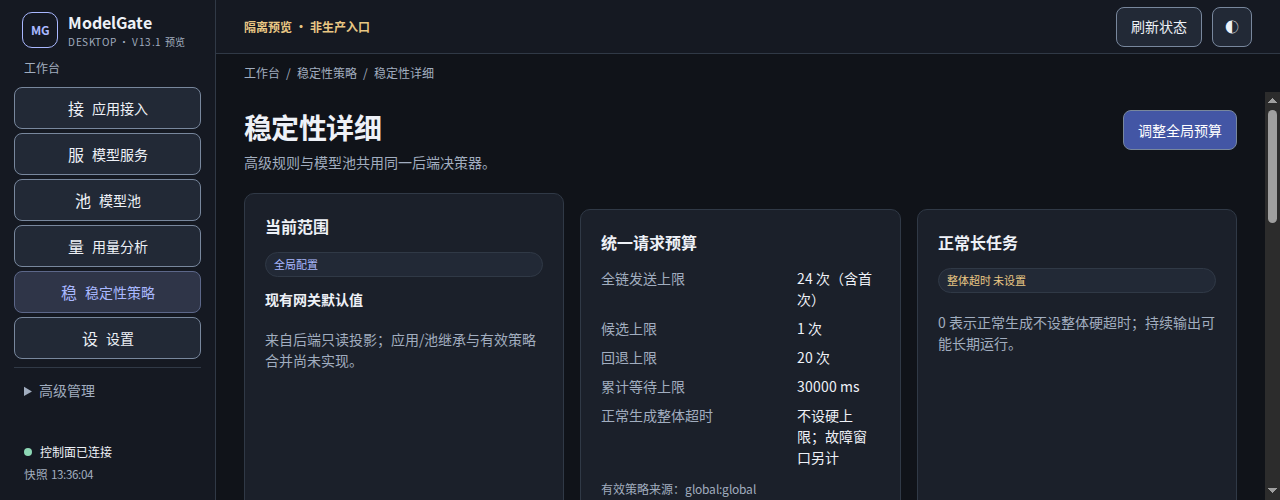 MG
ModelGate
DESKTOP · V13.1 预览
工作台
接 应用接入
服 模型服务
池 模型池
量 用量分析
稳 稳定性策略
设 设置
▶ 高级管理
控制面已连接
快照 13:36:04
隔离预览 · 非生产入口
刷新状态
工作台 / 稳定性策略 / 稳定性详细
稳定性详细
调整全局预算
高级规则与模型池共用同一后端决策器。
当前范围
全局配置
现有网关默认值
来自后端只读投影；应用/池继承与有效策略
合并尚未实现。
统一请求预算
全链发送上限 24 次（含首
次）
候选上限 1 次
回退上限 20 次
累计等待上限 30000 ms
正常生成整体超时 不设硬上
限；故障窗
口另计
有效策略来源：global:global
正常长任务
整体超时 未设置
0 表示正常生成不设整体硬超时；持续输出可
能长期运行。